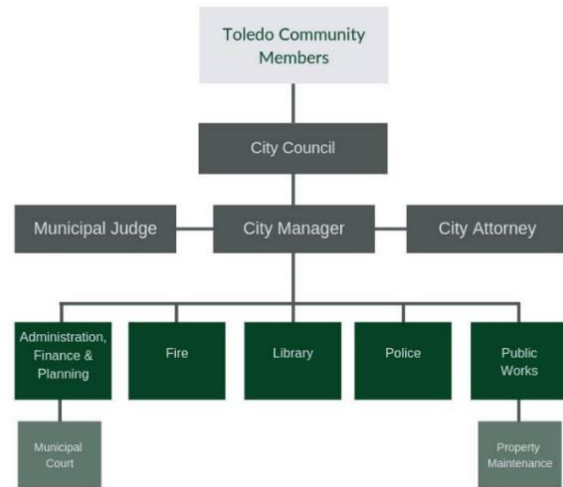 Toledo Community
Members
City Council
Municipal Judge
City Manager
City Attorney
Administration,
Finance &
Planning
Fire
Library
Police
Public
Works
Municipal
Court
Property
Maintenance